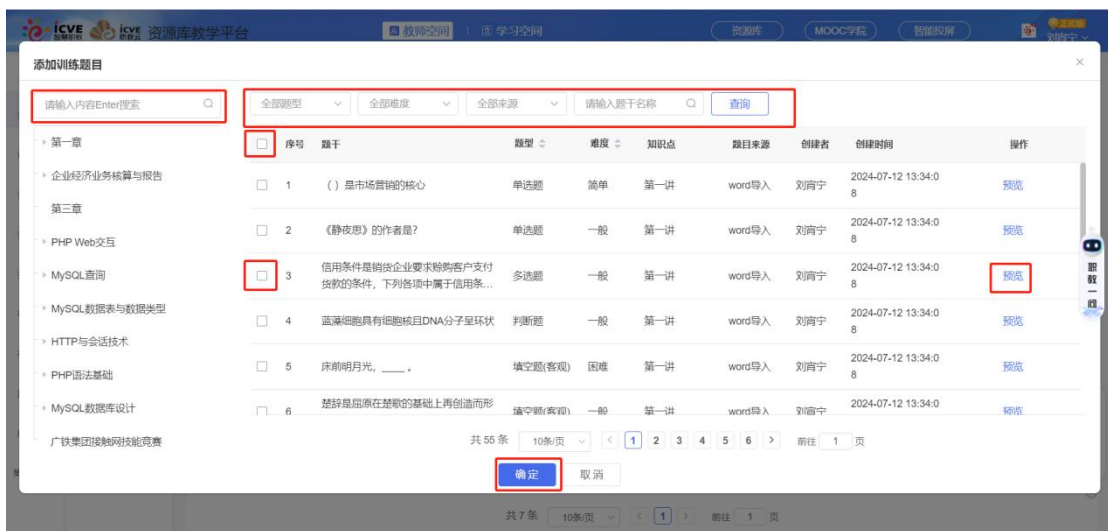 icve 智慧职教 icve 职教云 资源库教学平台 教师空间 学习空间 资源库 MOOC学院 智能投屏 正式版 刘宵宁
添加训练题目
请输入内容Enter搜索
全部题型 全部难度 全部来源 请输入题干名称 查询
第一章
企业经济业务核算与报告
第三章
PHP Web交互
MySQL查询
MySQL数据表与数据类型
HTTP与会话技术
PHP语法基础
MySQL数据库设计
广铁集团接触网技能竞赛
序号 题干 题型 难度 知识点 题目来源 创建者 创建时间 操作
1 （ ）是市场营销的核心 单选题 简单 第一讲 word导入 刘宵宁 2024-07-12 13:34:0
8 预览
2 《静夜思》的作者是? 单选题 一般 第一讲 word导入 刘宵宁 2024-07-12 13:34:0
8 预览
3 信用条件是销货企业要求赊购客户支付
货款的条件，下列各项中属于信用条... 多选题 一般 第一讲 word导入 刘宵宁 2024-07-12 13:34:0
8 预览
4 蓝藻细胞具有细胞核且DNA分子呈环状 判断题 一般 第一讲 word导入 刘宵宁 2024-07-12 13:34:0
8 预览
5 床前明月光，____ 。 填空题(客观) 困难 第一讲 word导入 刘宵宁 2024-07-12 13:34:0
8 预览
6 楚辞是屈原在楚歌的基础上再创造而形
填空题(客观) 一般 第一讲 word导入 刘宵宁 2024-07-12 13:34:0
预览
职教一问
共 55 条 10条/页 1 2 3 4 5 6 前往 1 页
确定 取消
共 7 条 10条/页 1 前往 1 页